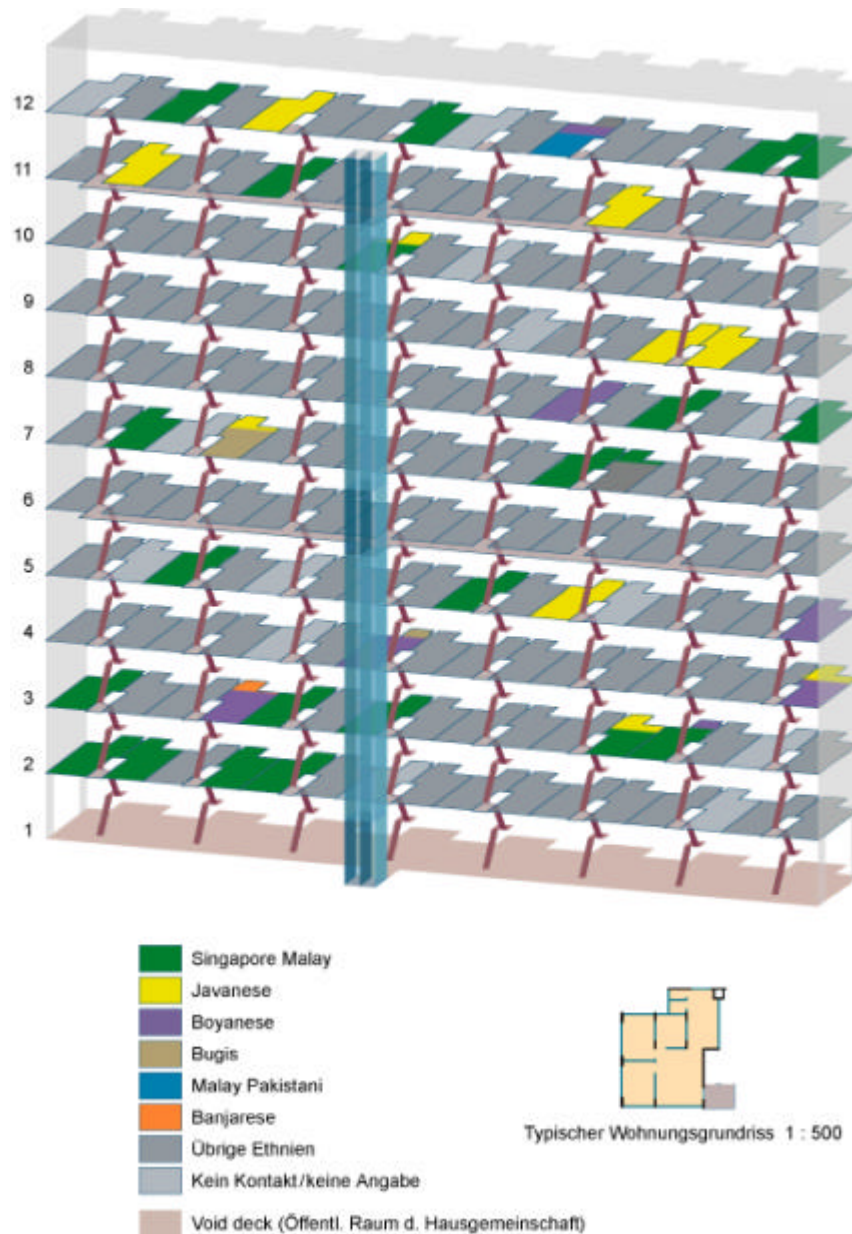 12
11
10
9
8
7
6
5
4
3
2
1
Singapore Malay
Javanese
Boyanese
Bugis
Malay Pakistani
Banjarese
Übrige Ethnien
Kein Kontakt/keine Angabe
Void deck (Öffentl. Raum d. Hausgemeinschaft)
Typischer Wohnungsgrundriss 1 : 500